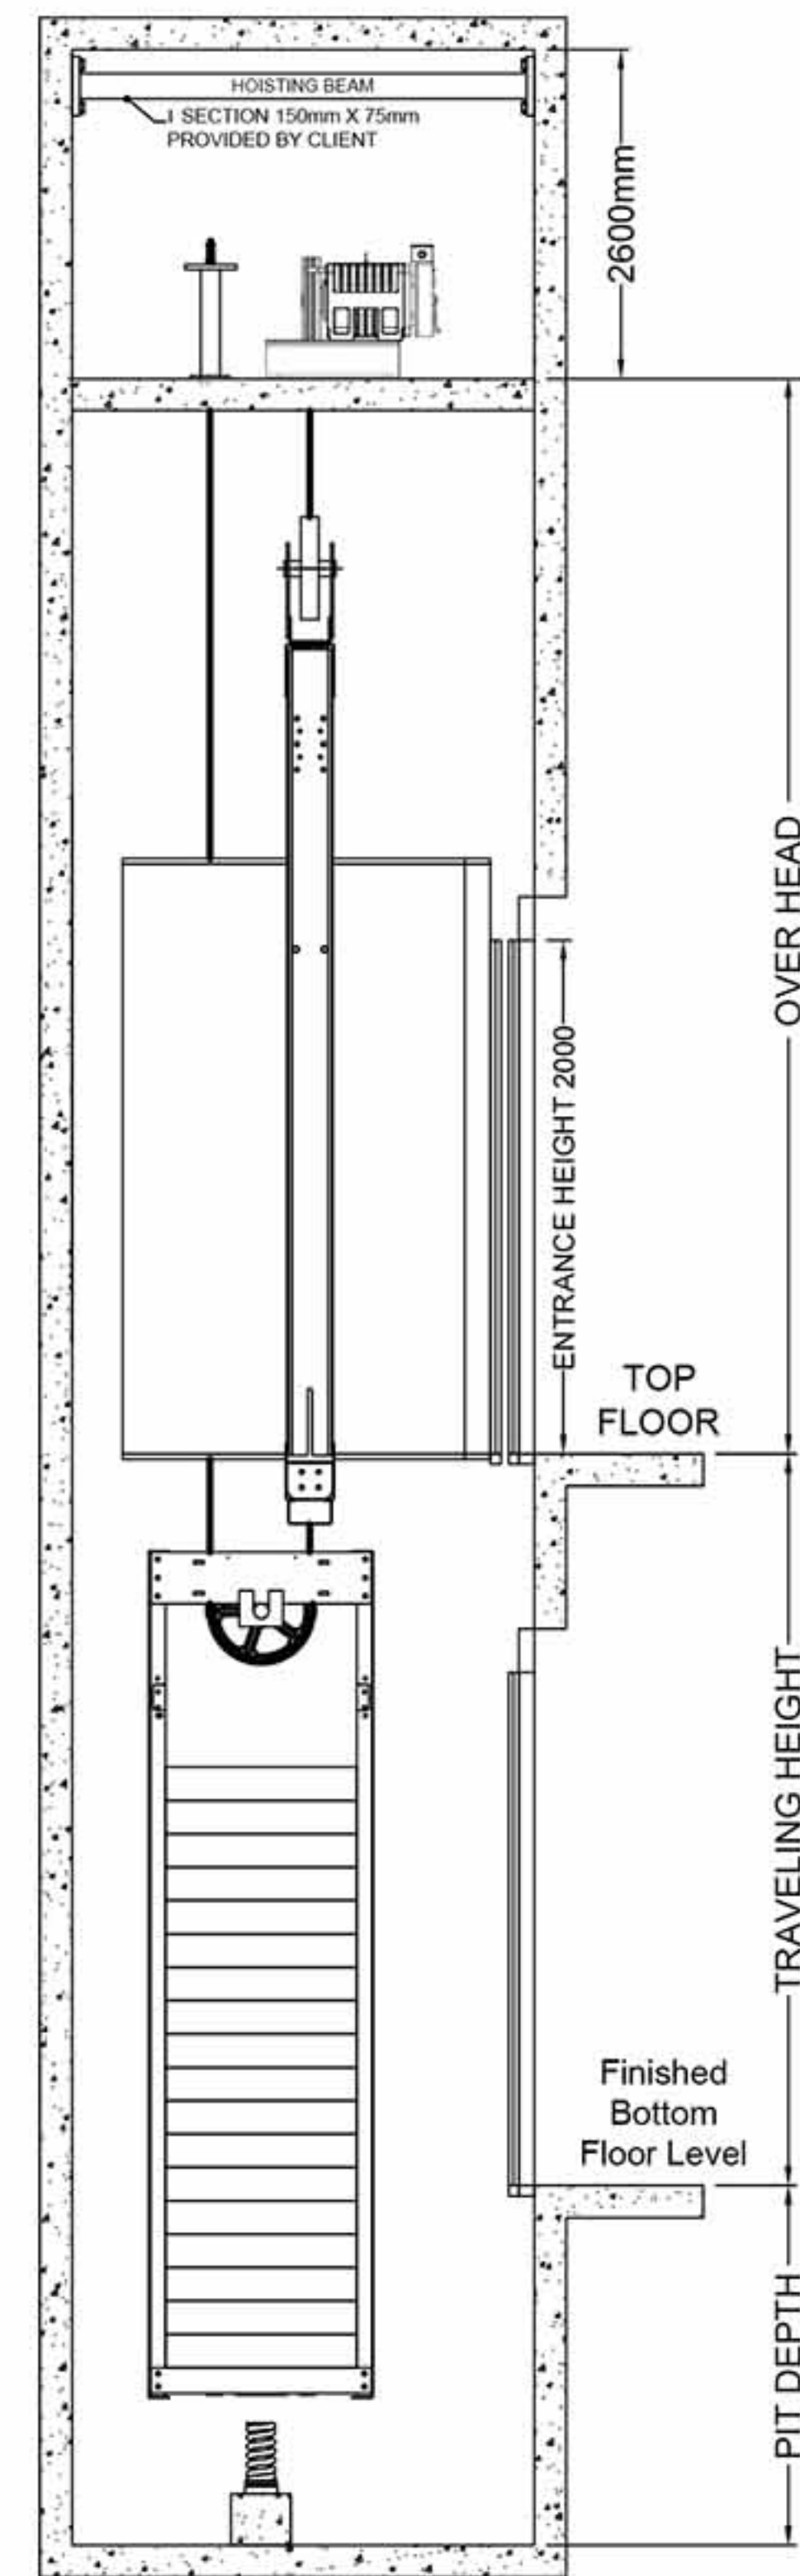 HOISTING BEAM
I SECTION 150mm X 75mm
PROVIDED BY CLIENT
2600mm
OVER HEAD
ENTRANCE HEIGHT 2000
TOP
FLOOR
TRAVELING HEIGHT
Finished
Bottom
Floor Level
PIT DEPTH